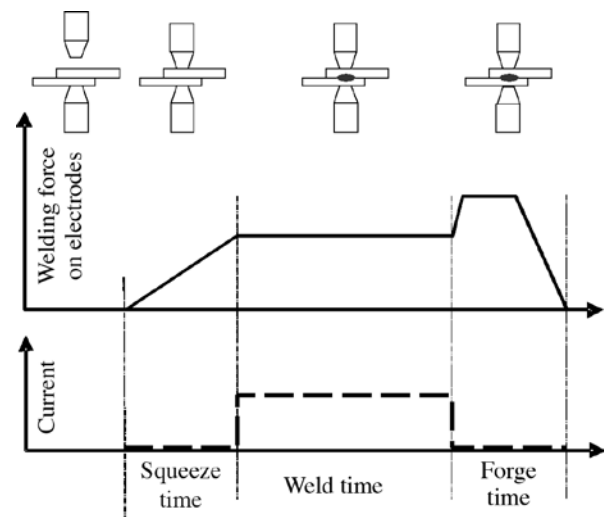 Welding force
on electrodes
Current
Squeeze
time
Weld time
Forge
time